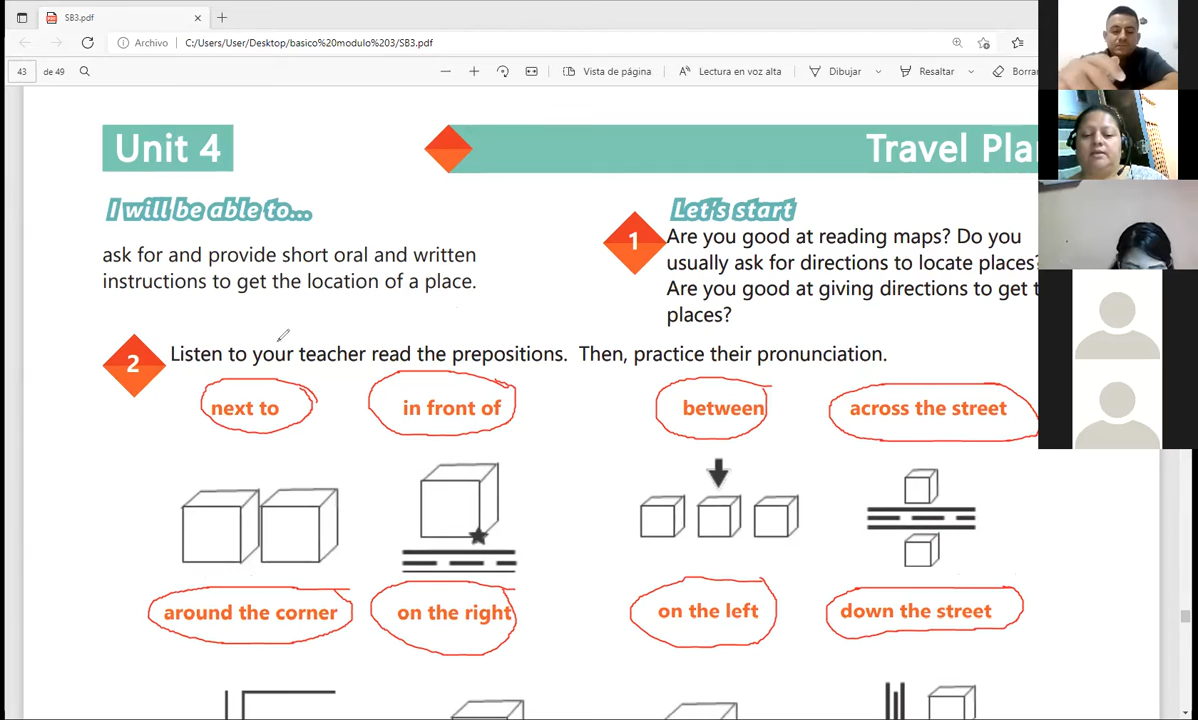 SB3.pdf
Archivo
C:/Users/User/Desktop/basico%20modulo%203/SB3.pdf
43
de 49
Vista de página
Lectura en voz alta
Dibujar
Resaltar
Unit 4
Travel
I will be able to...
Let's start
ask for and provide short oral and written
instructions to get the location of a place.
1
Are you good at reading maps? Do you
usually ask for directions to locate places?
Are you good at giving directions to get
places?
2
Listen to your teacher read the prepositions. Then, practice their pronunciation.
next to
in front of
between
across the street
around the corner
on the right
on the left
down the street